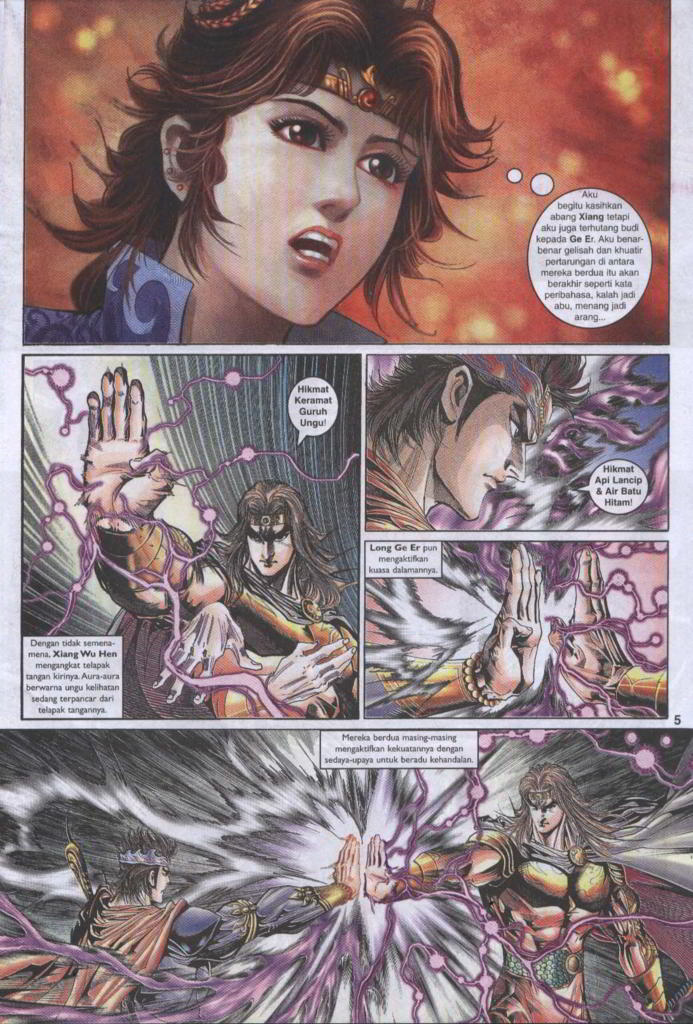 Aku
begitu kasihkan
abang Xiang tetapi
aku juga terhutang budi
kepada Ge Er. Aku benar-
benar gelisah dan khuatir
pertarungan di antara
mereka berdua itu akan
berakhir seperti kata
peribahasa, kalah jadi
abu, menang jadi
arang...
Hikmat
Keramat
Guruh
Ungu!
Dengan tidak semena-
mena, Xiang Wu Hen
mengangkat telapak
tangan kirinya. Aura-aura
berwarna ungu kelihatan
sedang terpancar dari
telapak tangannya.
Hikmat
Api Lancip
& Air Batu
Hitam!
Long Ge Er pun
mengaktifkan
kuasa dalamannya.
5
Mereka berdua masing-masing
mengaktifkan kekuatannya dengan
sedaya-upaya untuk beradu kehandalan.